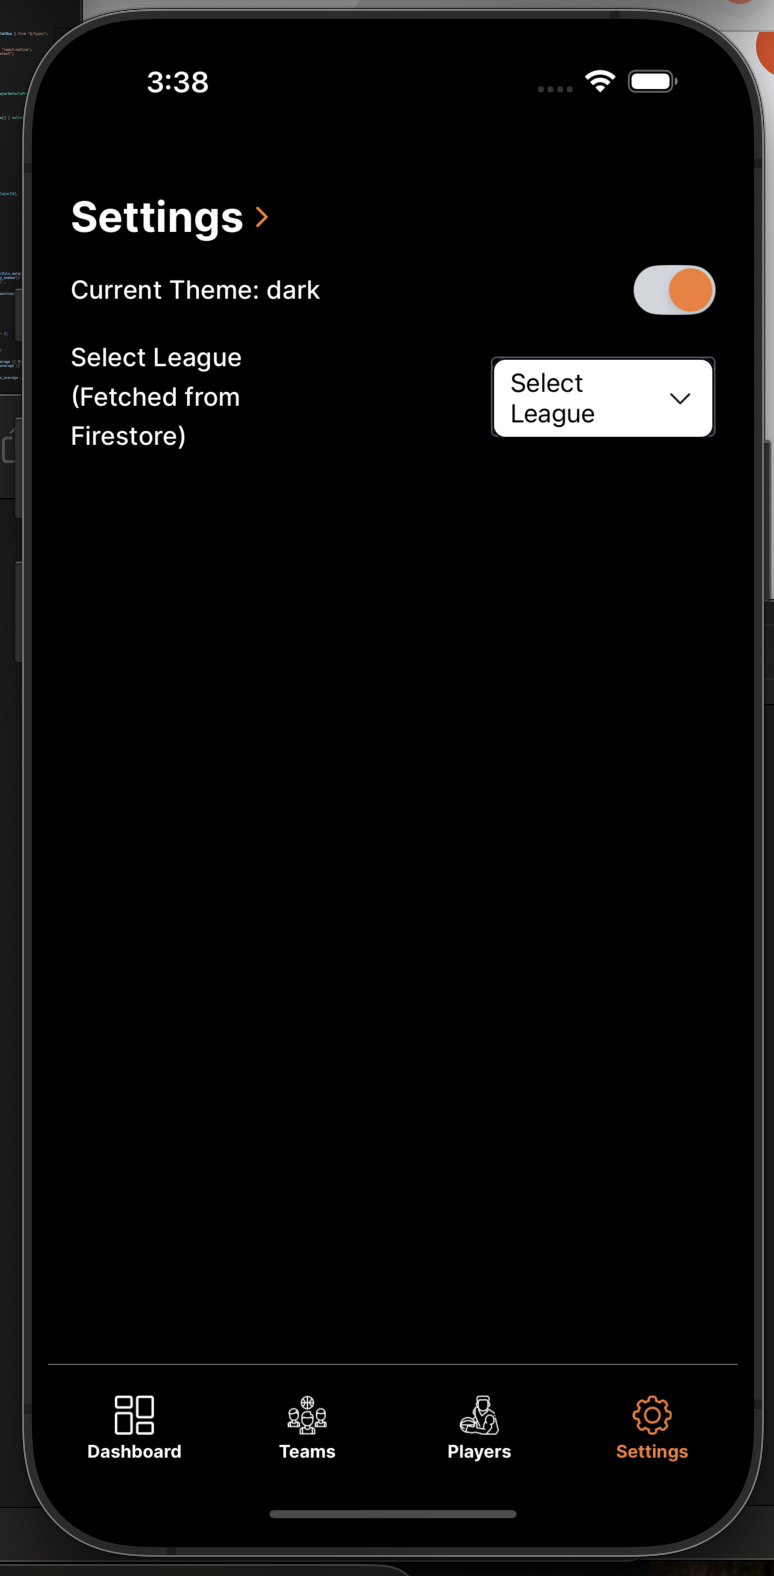 3:38
Settings
Current Theme: dark
Select League
(Fetched from
Firestore)
Select
League
Dashboard
Teams
Players
Settings